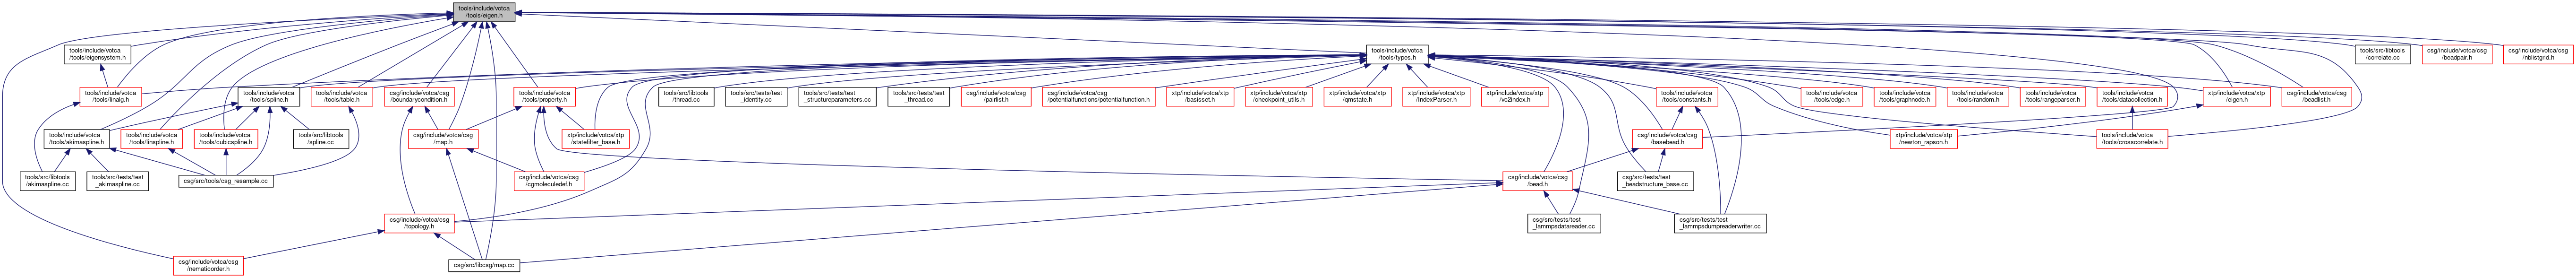 tools/include/votca
/tools/eigen.h
tools/include/votca
/tools/eigensystem.h
tools/include/votca
/tools/types.h
tools/src/libtools
/correlate.cc
csg/include/votca/csg
/beadpair.h
csg/include/votca/csg
/nblistgrid.h
tools/include/votca
/tools/linalg.h
tools/include/votca
/tools/spline.h
tools/include/votca
/tools/table.h
csg/include/votca/csg
/boundarycondition.h
tools/include/votca
/tools/property.h
tools/src/libtools
/thread.cc
tools/src/tests/test
_identity.cc
tools/src/tests/test
_structureparameters.cc
tools/src/tests/test
_thread.cc
csg/include/votca/csg
/pairlist.h
csg/include/votca/csg
/potentialfunctions/potentialfunction.h
xtp/include/votca/xtp
/basisset.h
xtp/include/votca/xtp
/checkpoint_utils.h
xtp/include/votca/xtp
/qmstate.h
xtp/include/votca/xtp
/IndexParser.h
xtp/include/votca/xtp
/vc2index.h
tools/include/votca
/tools/constants.h
tools/include/votca
/tools/edge.h
tools/include/votca
/tools/graphnode.h
tools/include/votca
/tools/random.h
tools/include/votca
/tools/rangeparser.h
tools/include/votca
/tools/datacollection.h
xtp/include/votca/xtp
/eigen.h
csg/include/votca/csg
/beadlist.h
tools/include/votca
/tools/akimaspline.h
tools/include/votca
/tools/linspline.h
tools/include/votca
/tools/cubicspline.h
tools/src/libtools
/spline.cc
csg/include/votca/csg
/map.h
xtp/include/votca/xtp
/statefilter_base.h
csg/include/votca/csg
/basebead.h
xtp/include/votca/xtp
/newton_rapson.h
tools/include/votca
/tools/crosscorrelate.h
tools/src/libtools
/akimaspline.cc
tools/src/tests/test
_akimaspline.cc
csg/src/tools/csg_resample.cc
csg/include/votca/csg
/cgmoleculedef.h
csg/include/votca/csg
/bead.h
csg/src/tests/test
_beadstructure_base.cc
csg/include/votca/csg
/topology.h
csg/src/tests/test
_lammpsdatareader.cc
csg/src/tests/test
_lammpsdumpreaderwriter.cc
csg/include/votca/csg
/nematicorder.h
csg/src/libcsg/map.cc